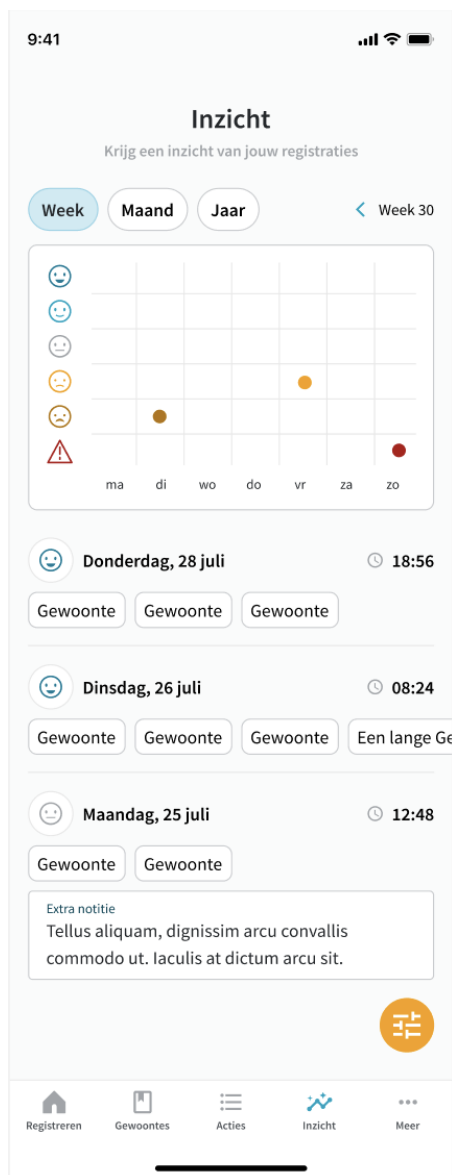 9:41
Inzicht
Krijg een inzicht van jouw registraties
Week Maand Jaar Week 30
ma di wo do vr za zo
Donderdag, 28 juli 18:56
Gewoonte Gewoonte Gewoonte
Dinsdag, 26 juli 08:24
Gewoonte Gewoonte Gewoonte Een lange Ge
Maandag, 25 juli 12:48
Gewoonte Gewoonte
Extra notitie
Tellus aliquam, dignissim arcu convallis
commodo ut. Iaculis at dictum arcu sit.
Registreren Gewoontes Acties Inzicht Meer